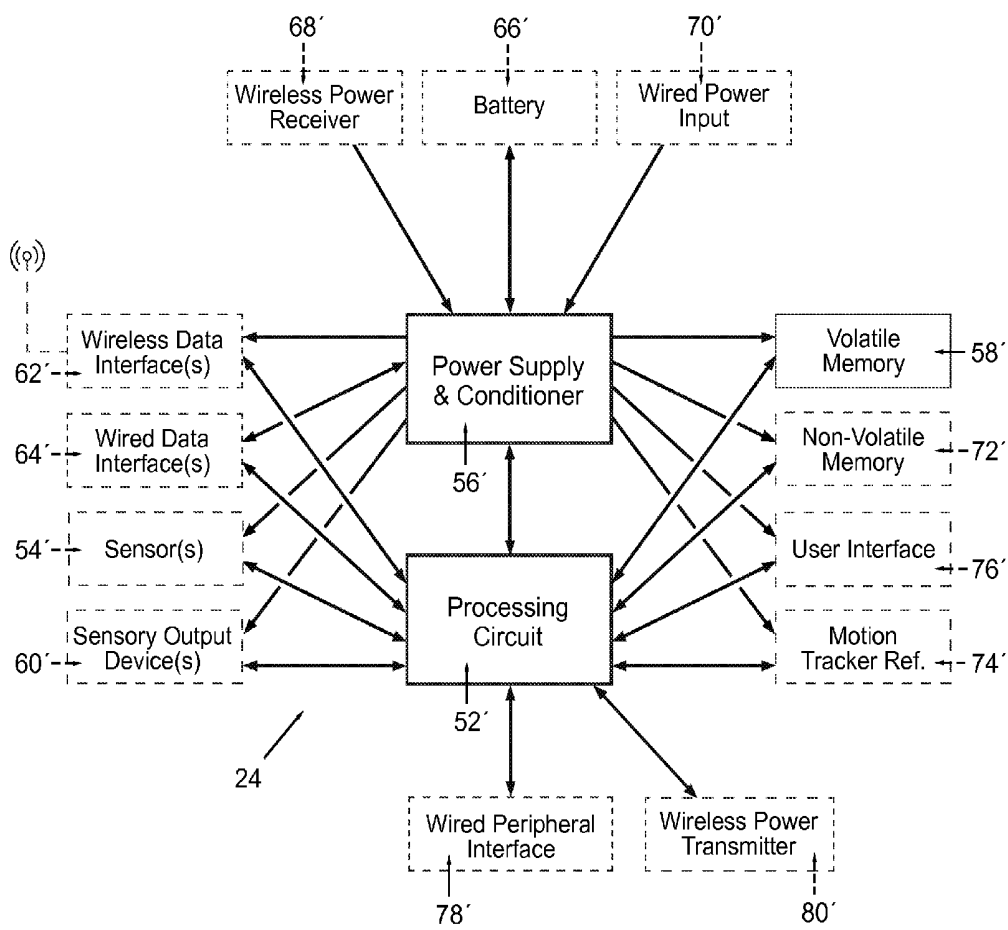 68´
66´
70´
Wireless Power
Receiver
Battery
Wired Power
Input
Wireless Data
Interface(s)
62´
Power Supply
& Conditioner
56´
Volatile
Memory
58´
Wired Data
Interface(s)
64´
Non-Volatile
Memory
72´
Sensor(s)
54´
User Interface
76´
Sensory Output
Device(s)
60´
Processing
Circuit
52´
Motion
Tracker Ref.
74´
24
Wired Peripheral
Interface
78´
Wireless Power
Transmitter
80´